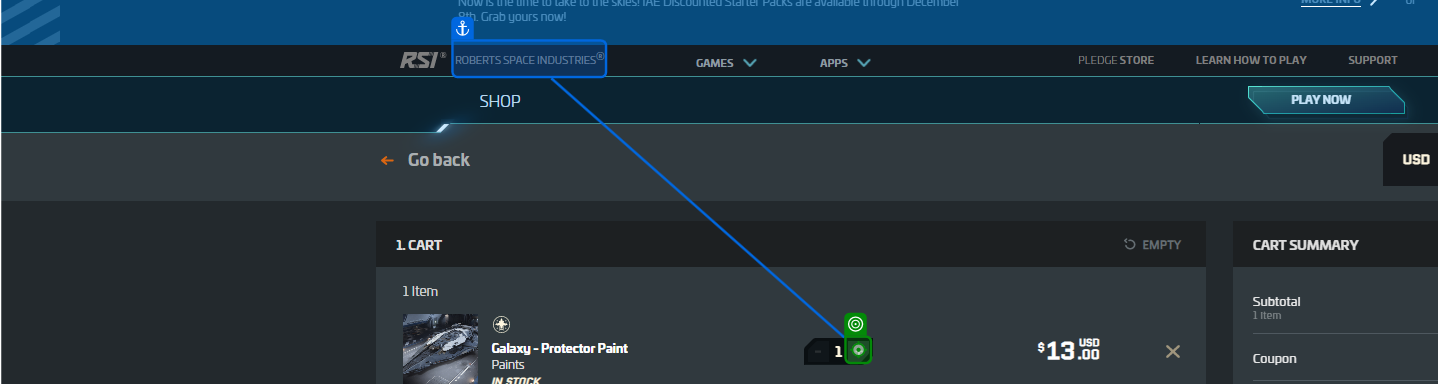 Now is the time to take to the skies! IAE Discounted Starter Packs are available through December
8th. Grab yours now!
MORE INFO
RSI®
ROBERTS SPACE INDUSTRIES®
GAMES
APPS
PLEDGE STORE
LEARN HOW TO PLAY
SUPPORT
SHOP
PLAY NOW
Go back
USD
1. CART
EMPTY
CART SUMMARY
1 Item
Subtotal
1 Item
Galaxy - Protector Paint
Paints
IN STOCK
1
$13.00 USD
Coupon